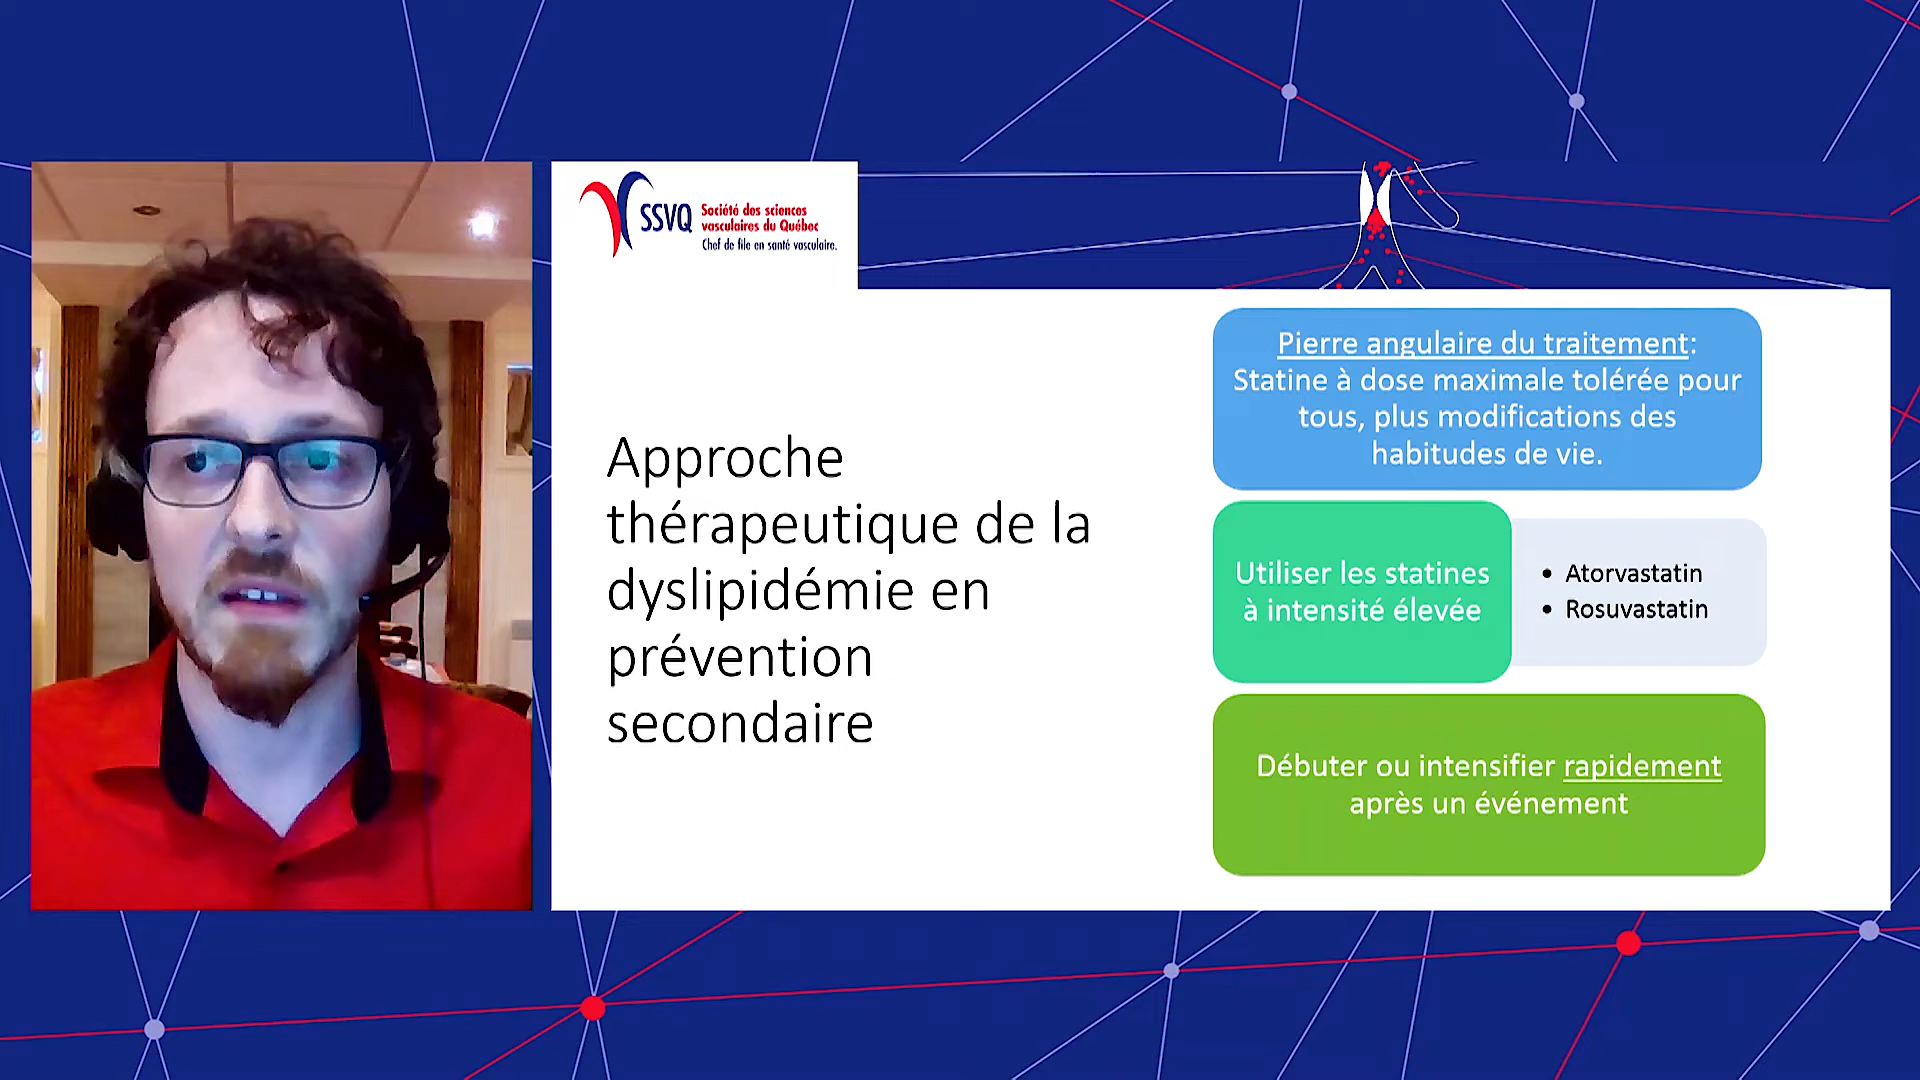 SSVQ
Société des sciences
vasculaires du Québec
Chef de file en santé vasculaire.
Approche
thérapeutique de la
dyslipidémie en
prévention
secondaire
Pierre angulaire du traitement:
Statine à dose maximale tolérée pour
tous, plus modifications des
habitudes de vie.
Utiliser les statines
à intensité élevée
• Atorvastatin
• Rosuvastatin
Débuter ou intensifier rapidement
après un événement